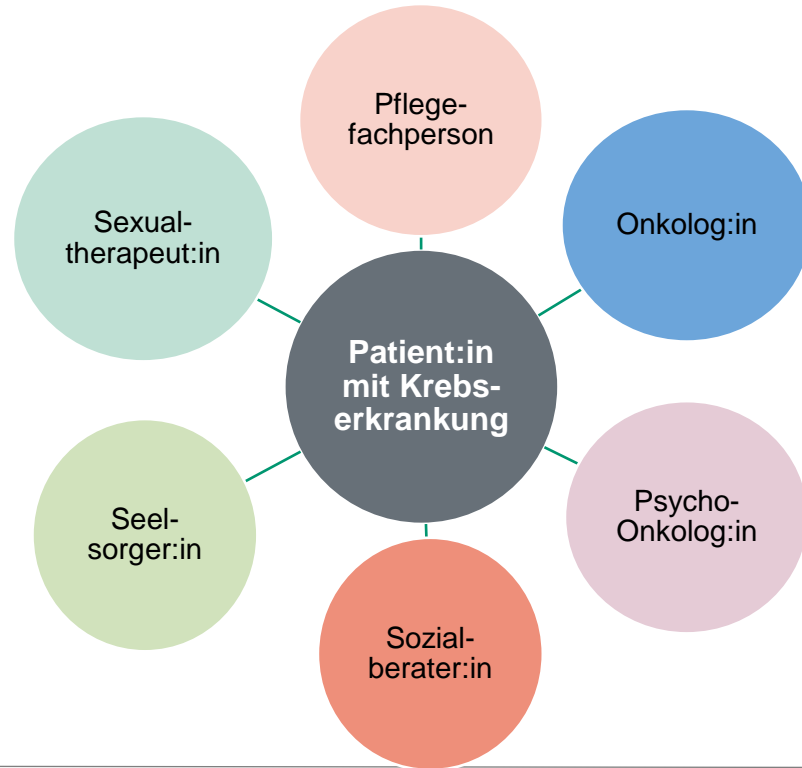 Pflege-
fachperson
Sexual-
therapeut:in
Onkolog:in
Patient:in
mit Krebs-
erkrankung
Seel-
sorger:in
Psycho-
Onkolog:in
Sozial-
berater:in